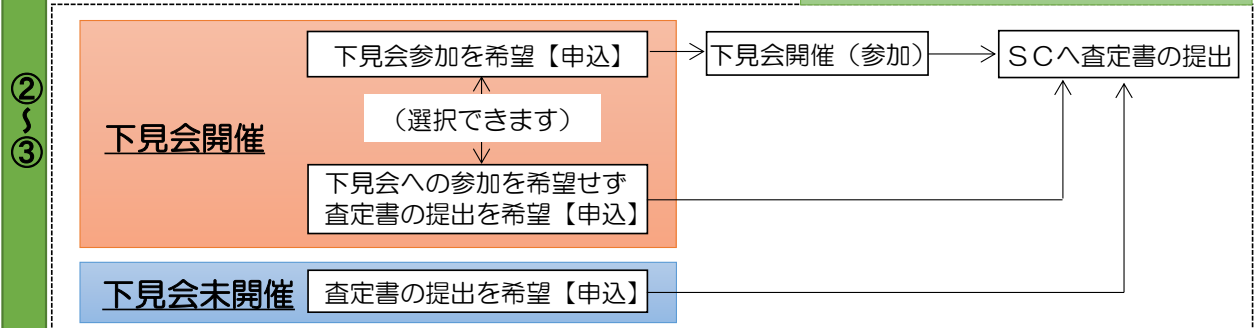 ②～③
下見会開催
下見会参加を希望【申込】
（選択できます）
下見会への参加を希望せず
査定書の提出を希望【申込】
下見会開催（参加）
ＳＣへ査定書の提出
下見会未開催
査定書の提出を希望【申込】